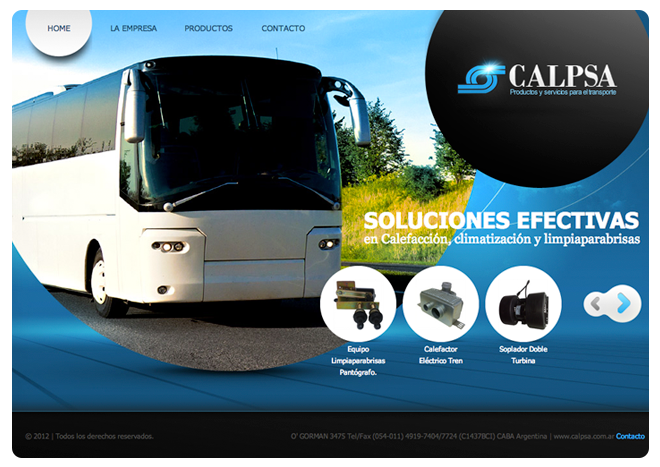 HOME
LA EMPRESA
PRODUCTOS
CONTACTO
CALPSA
Productos y servicios para el transporte
SOLUCIONES EFECTIVAS
en Calefacción, climatización y limpiaparabrisas
Equipo
Limpiaparabrisas
Pantógrafo.
Calefactor
Eléctrico Tren
Soplador Doble
Turbina
© 2012 | Todos los derechos reservados.
O' GORMAN 3475 Tel/Fax (054-011) 4919-7404/7724 (C1437BCI) CABA Argentina | www.calpsa.com.ar Contacto